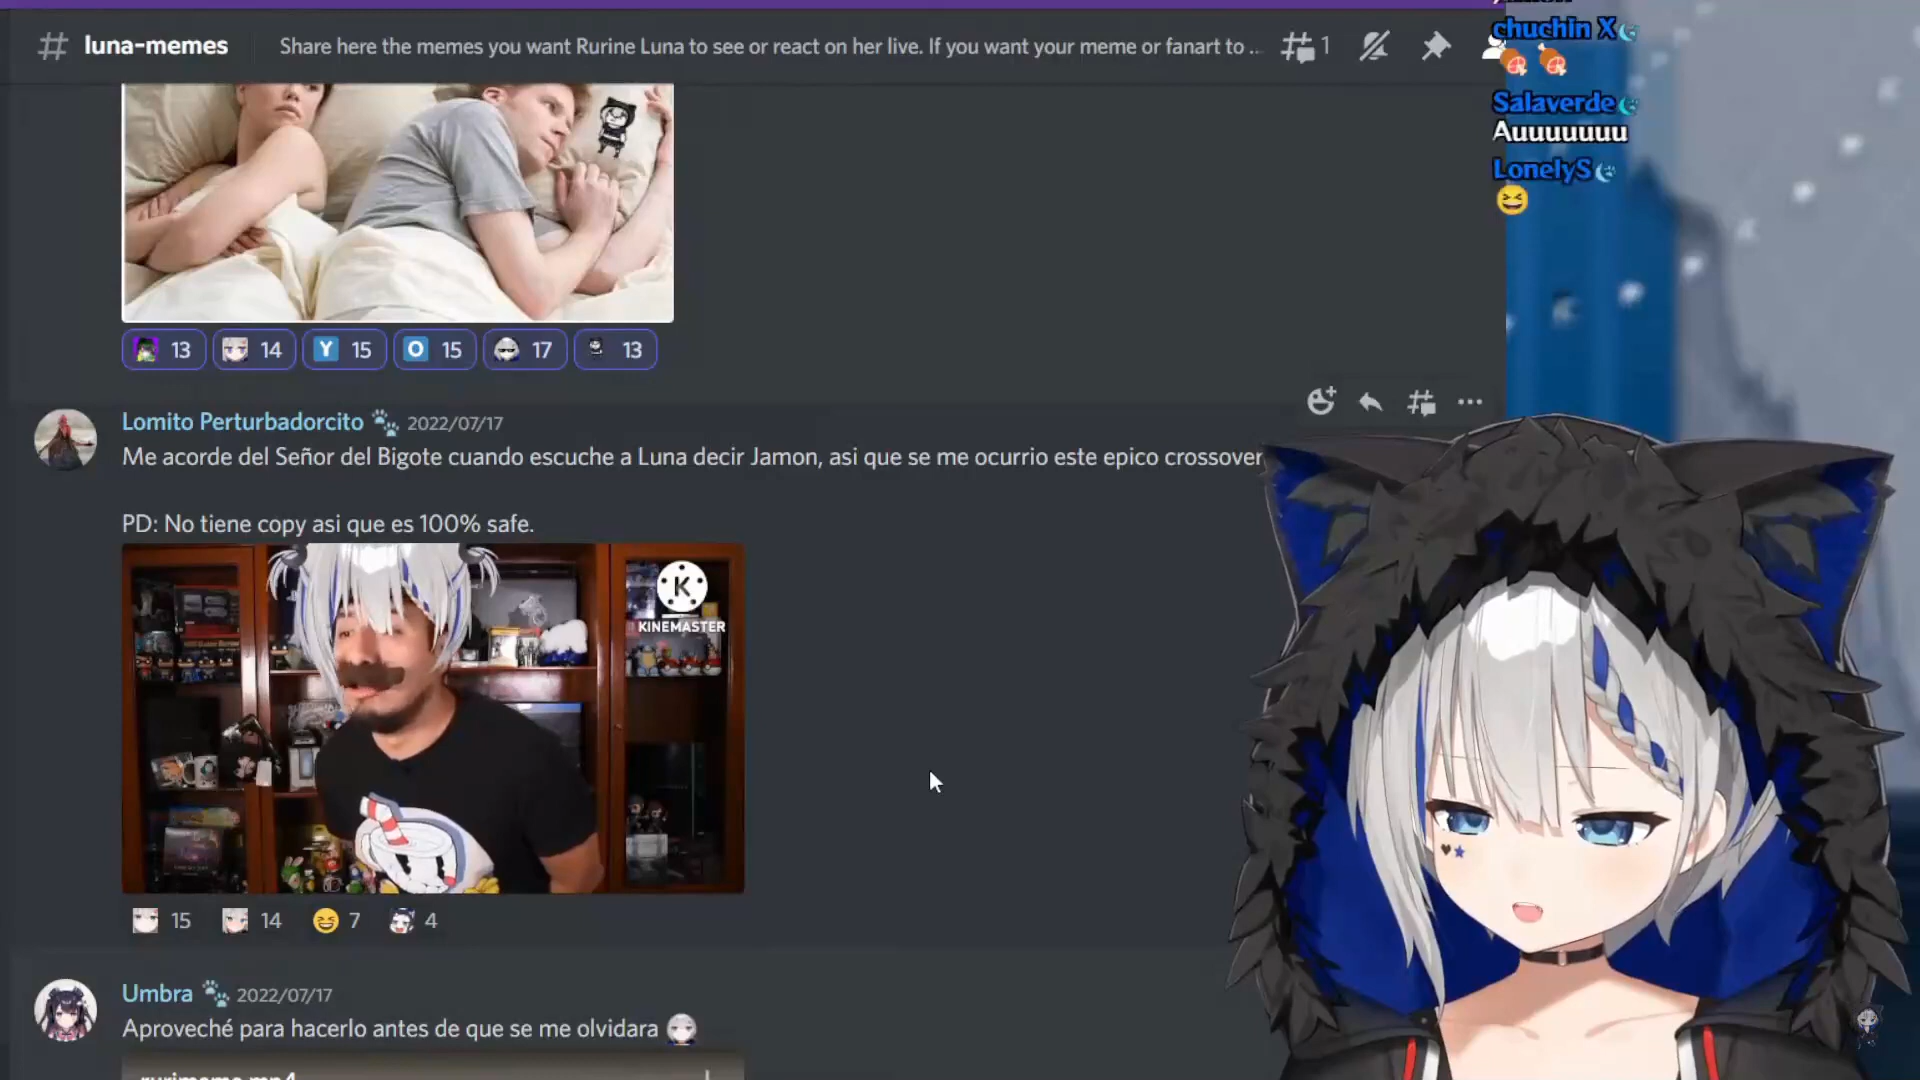 luna-memes
Share here the memes you want Rurine Luna to see or react on her live. If you want your meme or fanart to ...
1
chuchin X
Salaverde
Auuuuuuu
LonelyS
13 14 Y 15 O 15 17 13
Lomito Perturbadorcito 2022/07/17
Me acorde del Señor del Bigote cuando escuche a Luna decir Jamon, asi que se me ocurrio este epico crossover
PD: No tiene copy asi que es 100% safe.
K
KINEMASTER
15 14 7 4
Umbra 2022/07/17
Aproveché para hacerlo antes de que se me olvidara
rurimeme.mp4